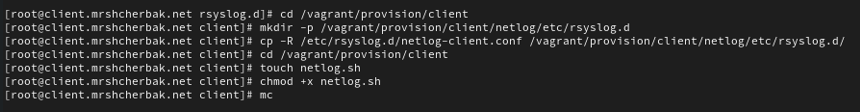 [root@client.mrshcherbak.net rsyslog.d]# cd /vagrant/provision/client
[root@client.mrshcherbak.net client]# mkdir -p /vagrant/provision/client/netlog/etc/rsyslog.d
[root@client.mrshcherbak.net client]# cp -R /etc/rsyslog.d/netlog-client.conf /vagrant/provision/client/netlog/etc/rsyslog.d/
[root@client.mrshcherbak.net client]# cd /vagrant/provision/client
[root@client.mrshcherbak.net client]# touch netlog.sh
[root@client.mrshcherbak.net client]# chmod +x netlog.sh
[root@client.mrshcherbak.net client]# mc